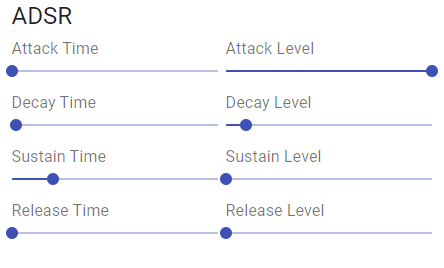 ADSR
Attack Time Attack Level
Decay Time Decay Level
Sustain Time Sustain Level
Release Time Release Level